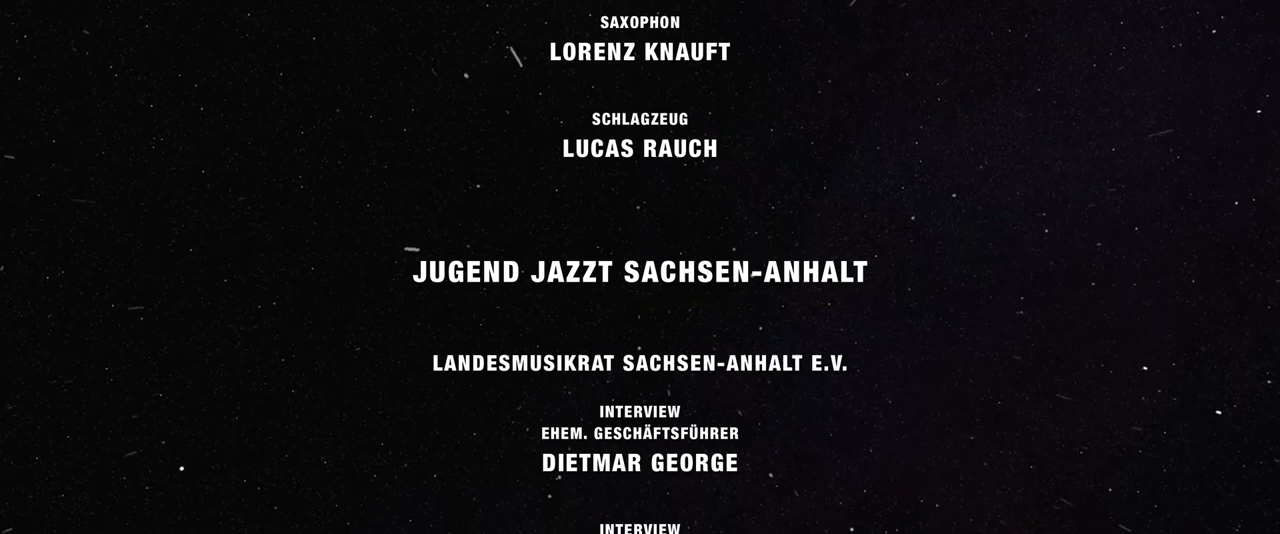 SAXOPHON
LORENZ KNAUFT
SCHLAGZEUG
LUCAS RAUCH
JUGEND JAZZT SACHSEN-ANHALT
LANDESMUSIKRAT SACHSEN-ANHALT E.V.
INTERVIEW
EHEM. GESCHÄFTSFÜHRER
DIETMAR GEORGE
INTERVIEW